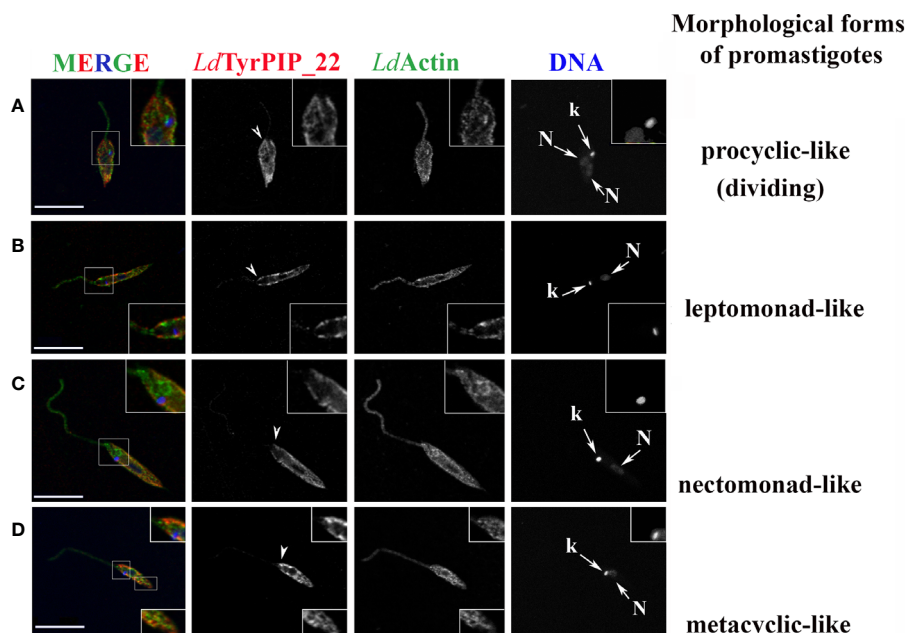 Morphological forms
of promastigotes
MERGE LdTyrPIP_22 LdActin DNA
A
k
N
N
procyclic-like
(dividing)
B
N
k
leptomonad-like
C
k
N
nectomonad-like
D
k
N
metacyclic-like